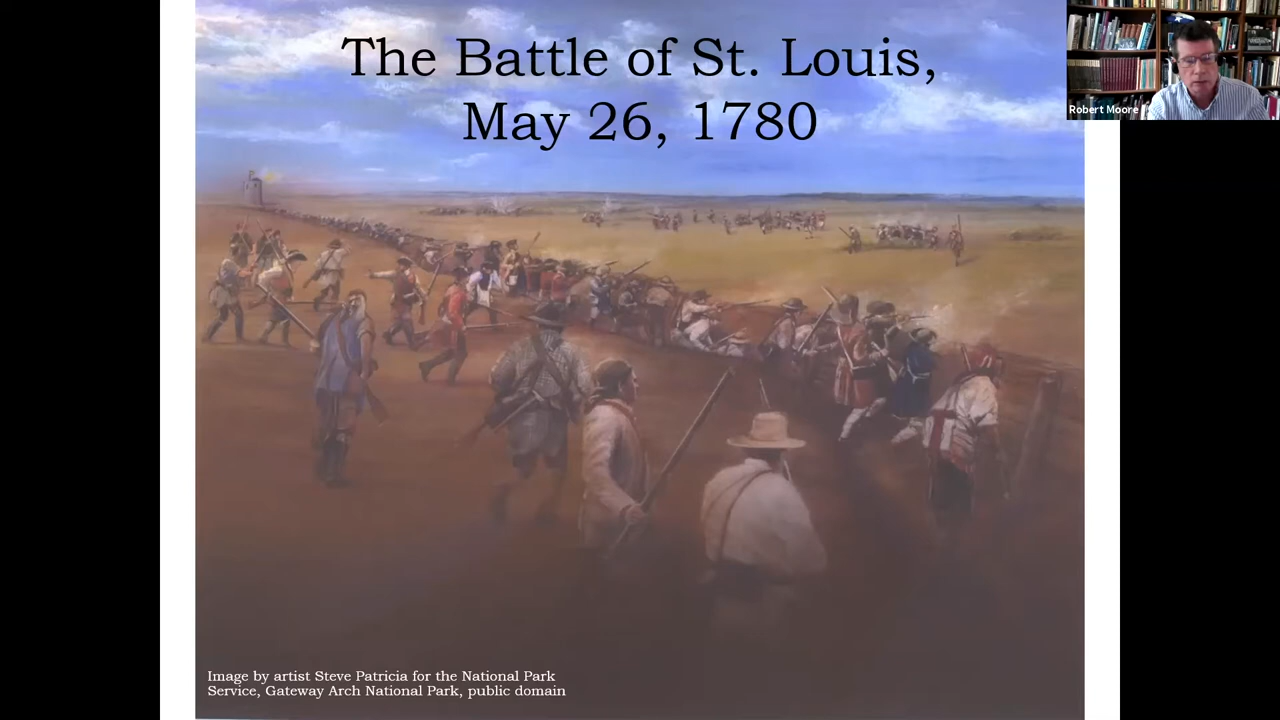 The Battle of St. Louis,
May 26, 1780
Robert Moore
Image by artist Steve Patricia for the National Park
Service, Gateway Arch National Park, public domain